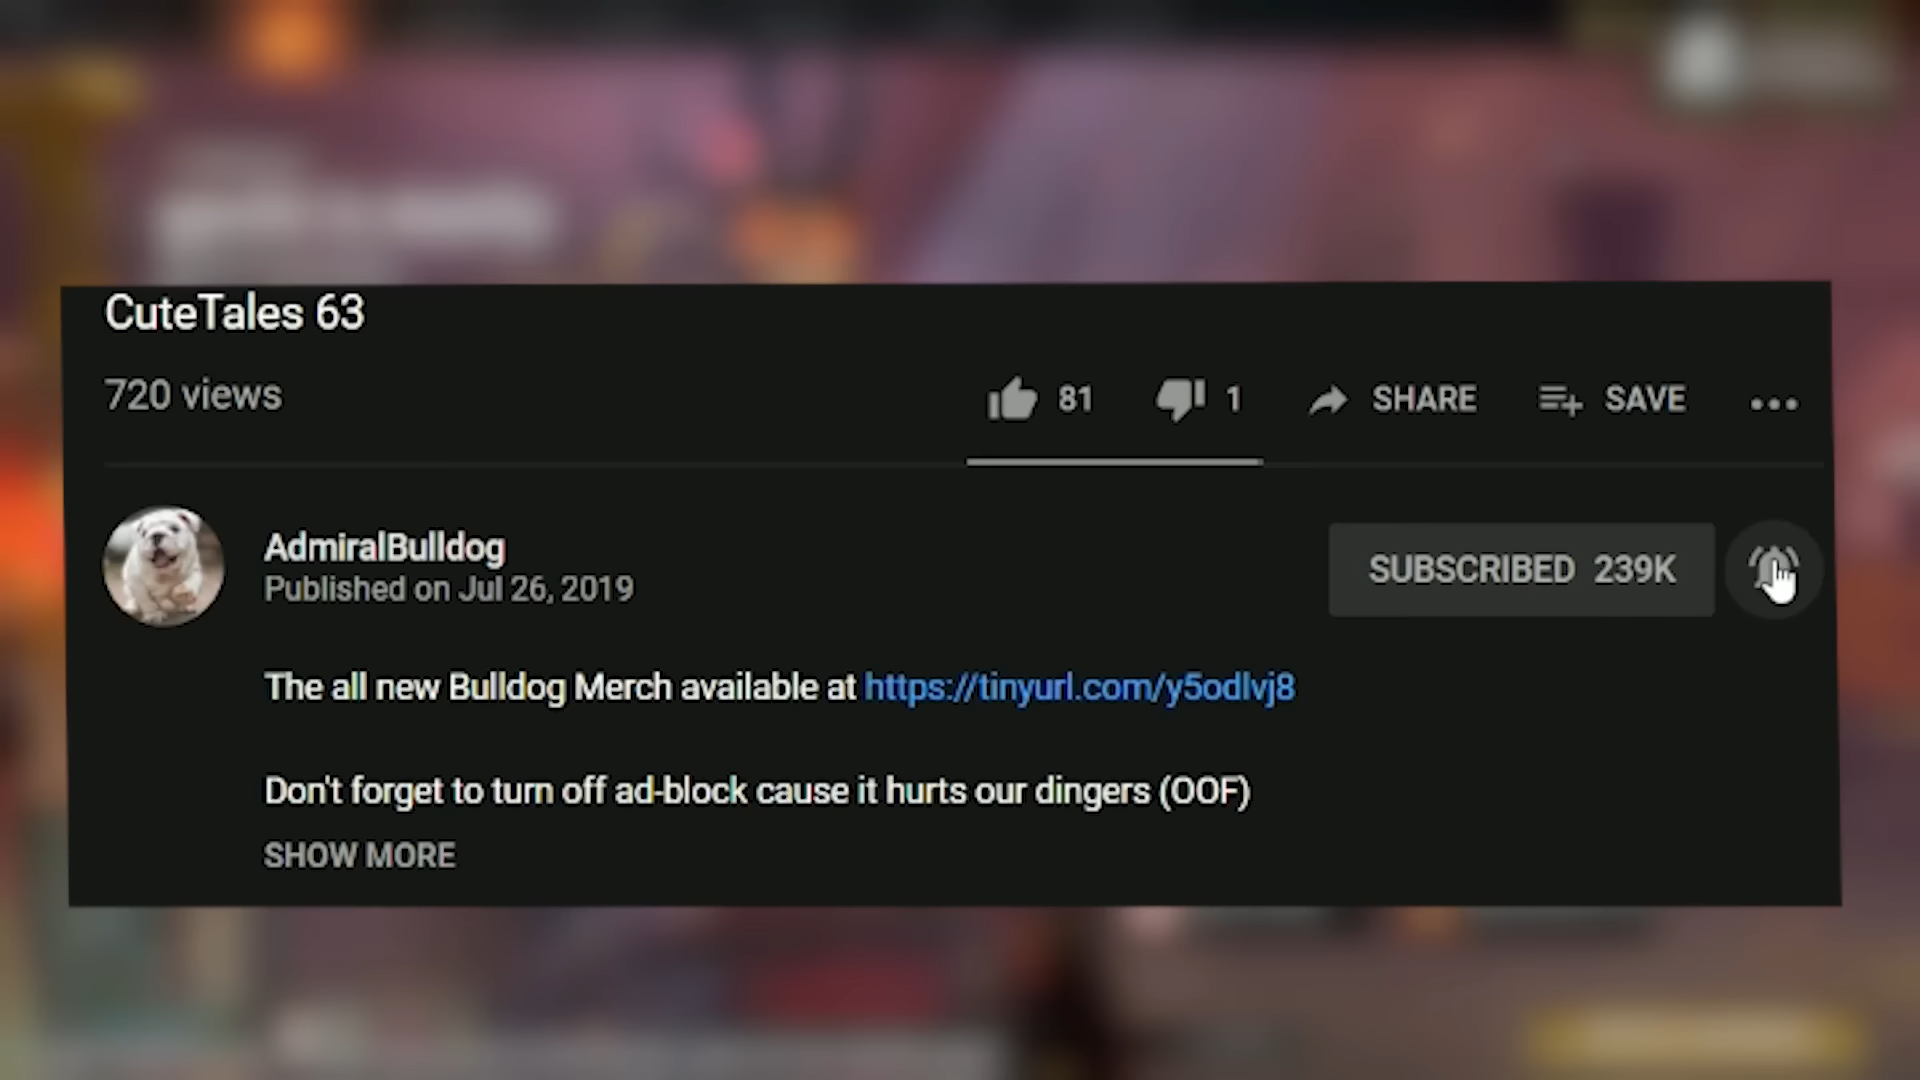 CuteTales 63
720 views
81 1 SHARE SAVE
AdmiralBulldog
Published on Jul 26, 2019
SUBSCRIBED 239K
The all new Bulldog Merch available at https://tinyurl.com/y5odlvj8
Don't forget to turn off ad-block cause it hurts our dingers (OOF)
SHOW MORE